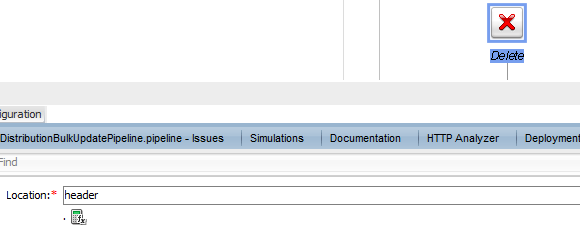 Delete
iguration
DistributionBulkUpdatePipeline.pipeline - Issues Simulations Documentation HTTP Analyzer Deployment
Find
Location:* header
.